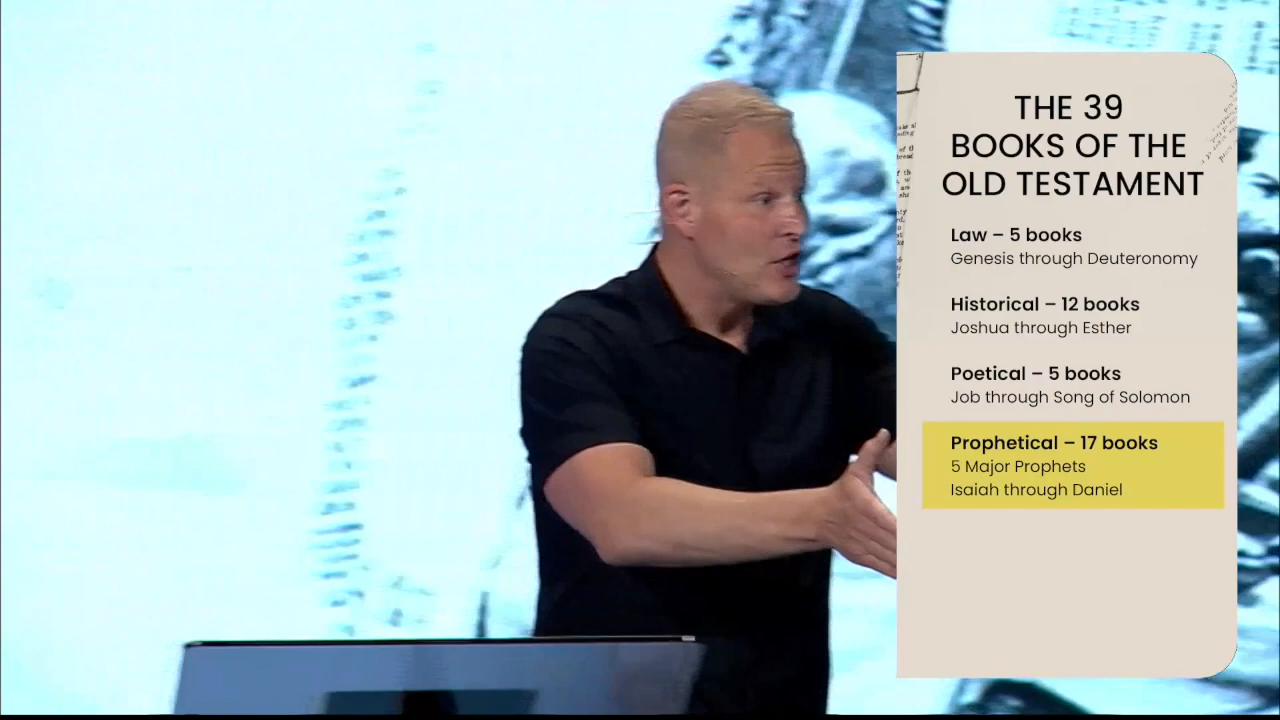 THE 39
BOOKS OF THE
OLD TESTAMENT
Law – 5 books
Genesis through Deuteronomy
Historical – 12 books
Joshua through Esther
Poetical – 5 books
Job through Song of Solomon
Prophetical – 17 books
5 Major Prophets
Isaiah through Daniel